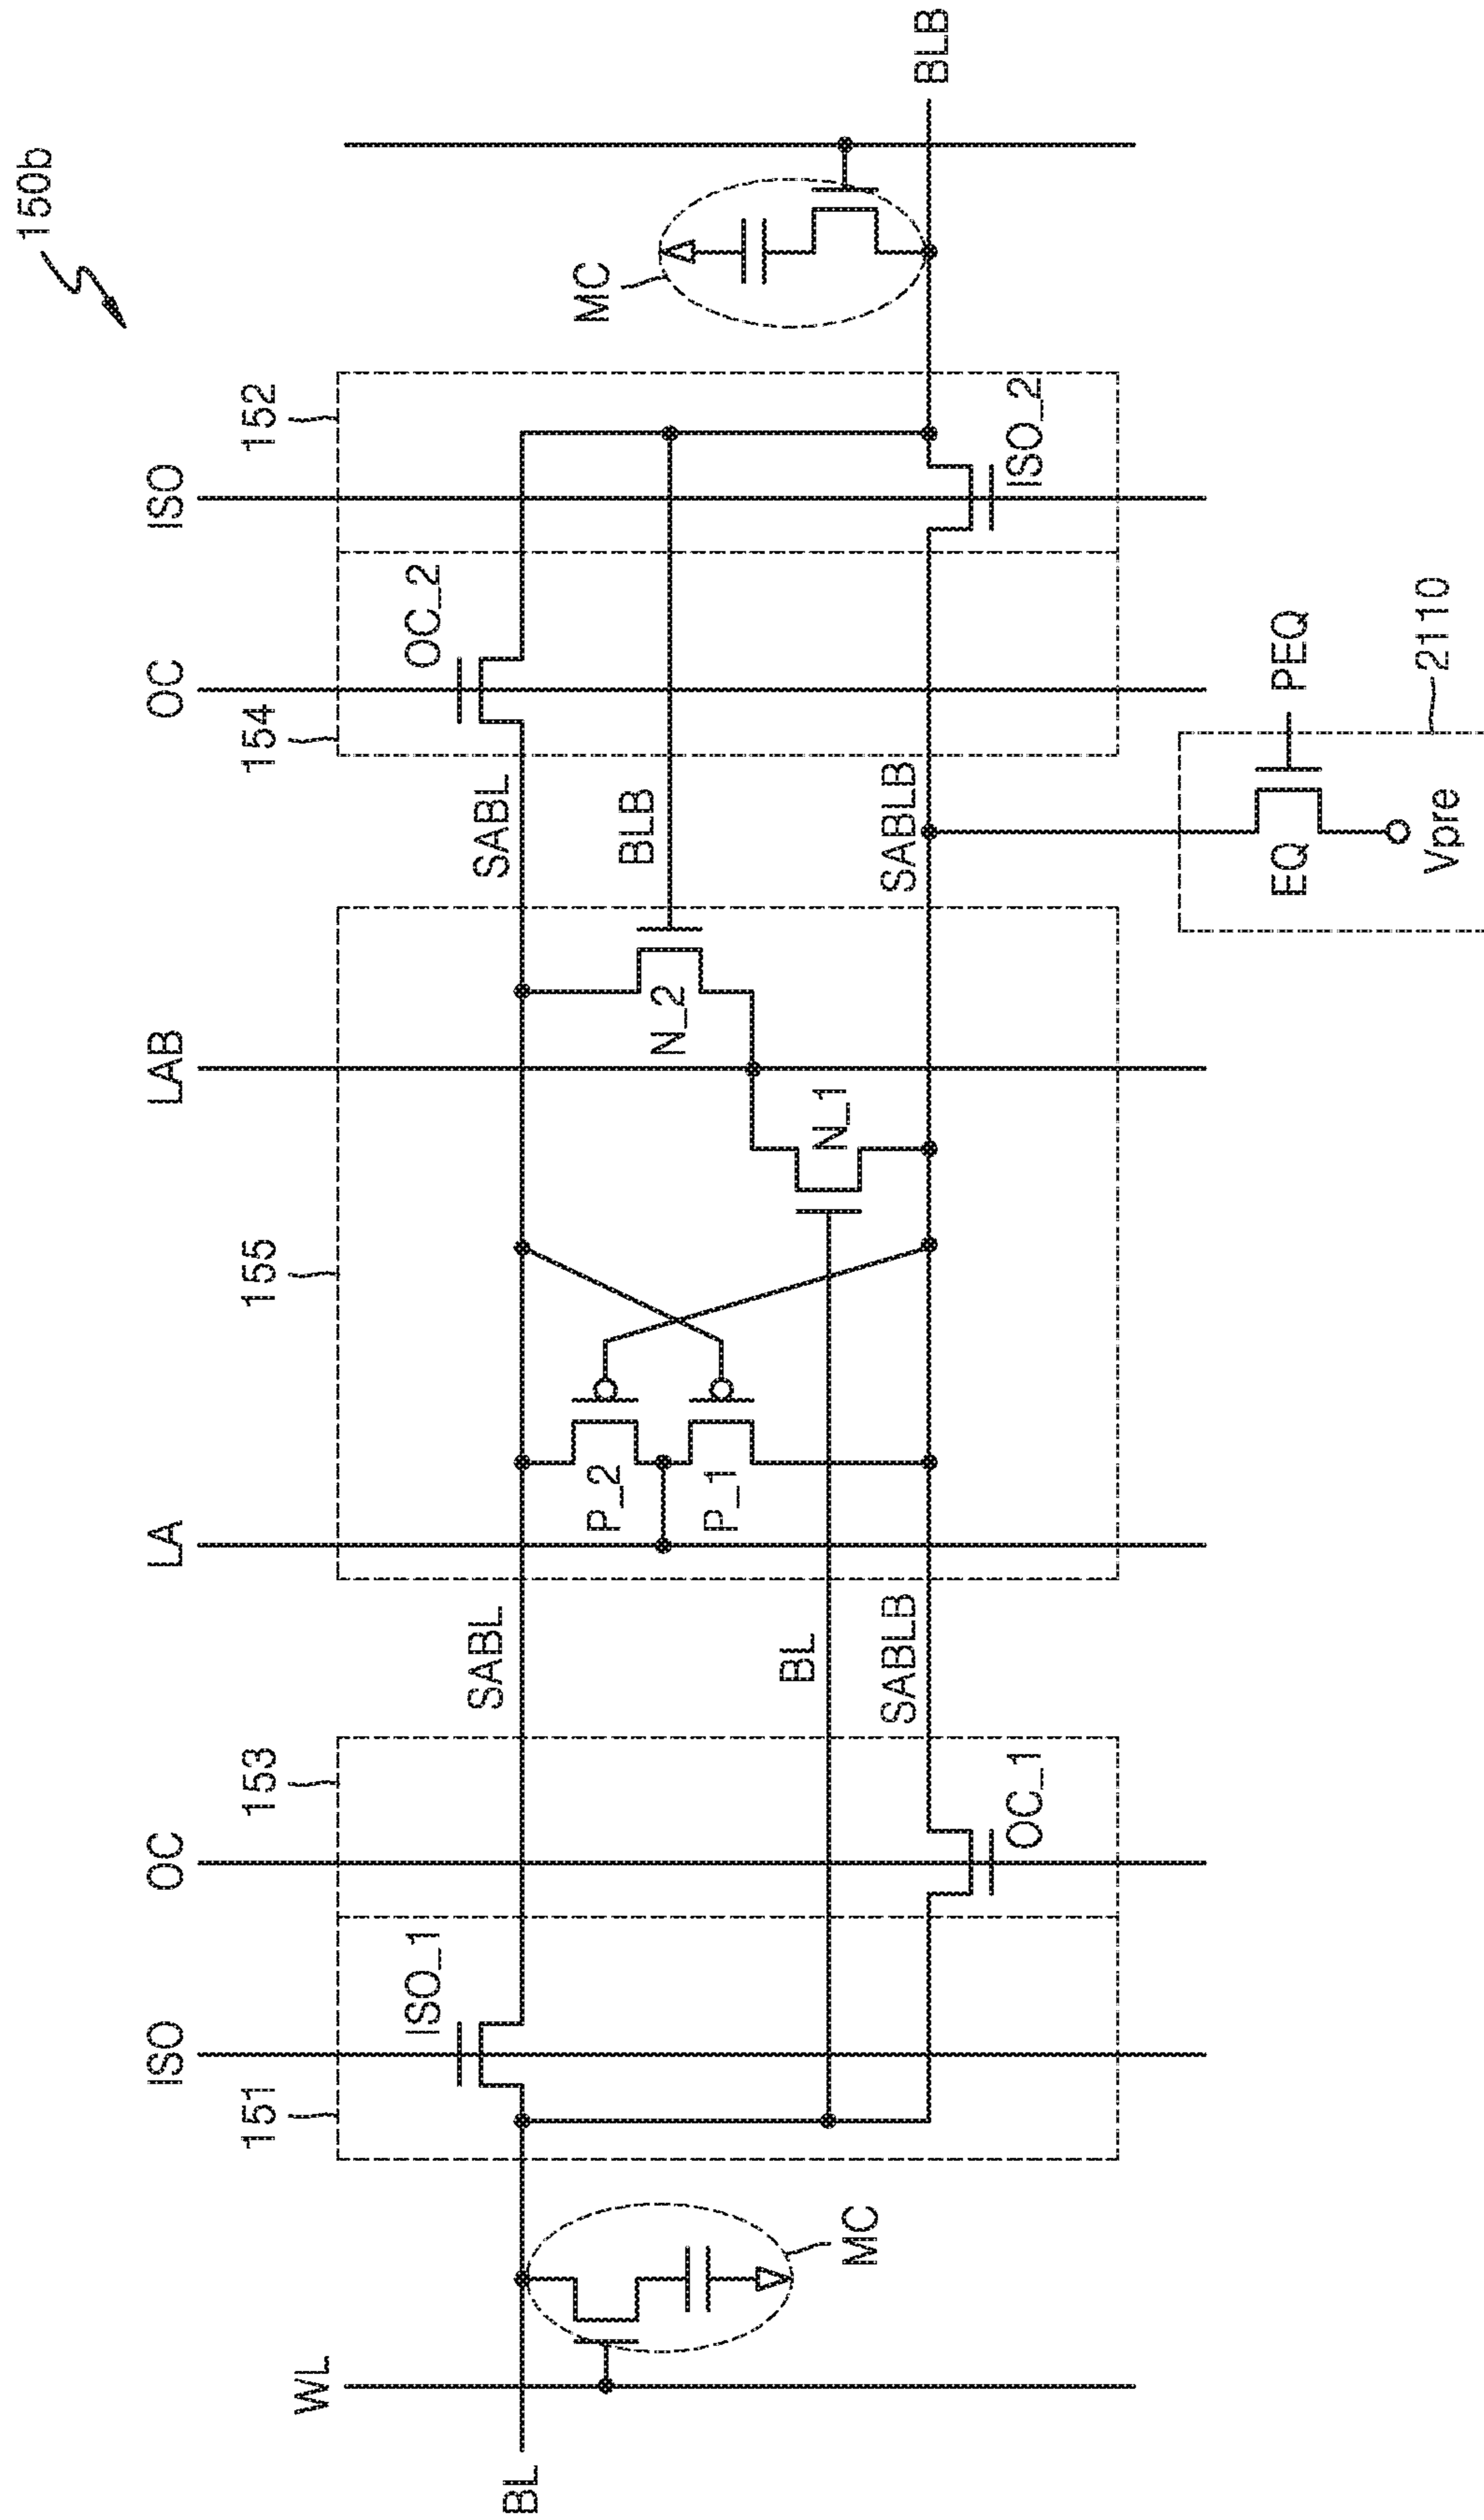 150b
WL
ISO
OC
LA
LAB
OC
ISO
151
153
155
154
152
ISO_1
OC_2
MC
BL
SABL
SABL
P_2
P_1
N_2
N_1
BLB
BL
MC
SABLB
SABLB
BLB
OC_1
ISO_2
EQ
PEQ
Vpre
2110